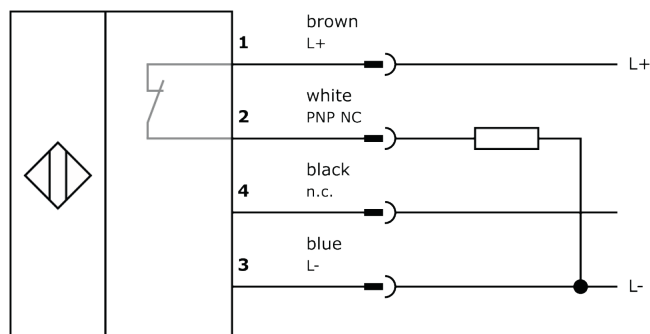 brown
1 L+
L+
white
2 PNP NC
black
4 n.c.
blue
3 L-
L-